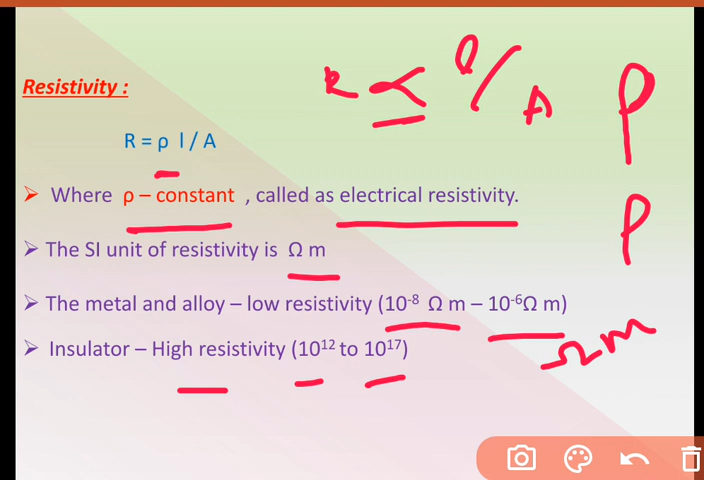 R ∝ l/A
Resistivity :
R = ρ l / A
ρ
➢ Where ρ – constant , called as electrical resistivity.
ρ
➢ The SI unit of resistivity is Ω m
➢ The metal and alloy – low resistivity (10⁻⁸ Ω m – 10⁻⁶Ω m)
Ωm
➢ Insulator – High resistivity (10¹² to 10¹⁷)